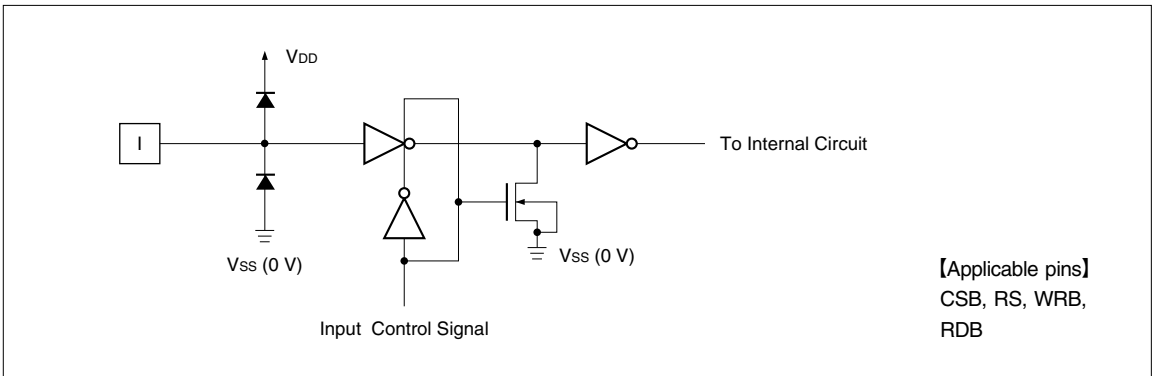 VDD
I
To Internal Circuit
VSS (0 V)
VSS (0 V)
Input Control Signal
【Applicable pins】
CSB, RS, WRB,
RDB